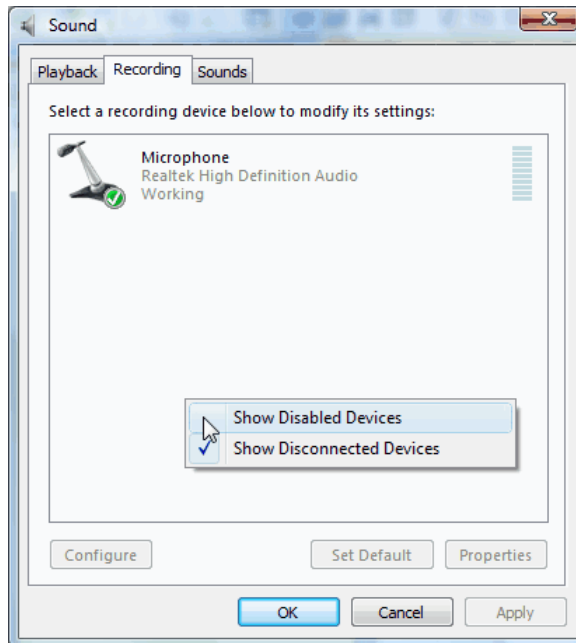 Sound
Playback Recording Sounds
Select a recording device below to modify its settings:
Microphone
Realtek High Definition Audio
Working
Show Disabled Devices
Show Disconnected Devices
Configure Set Default Properties
OK Cancel Apply